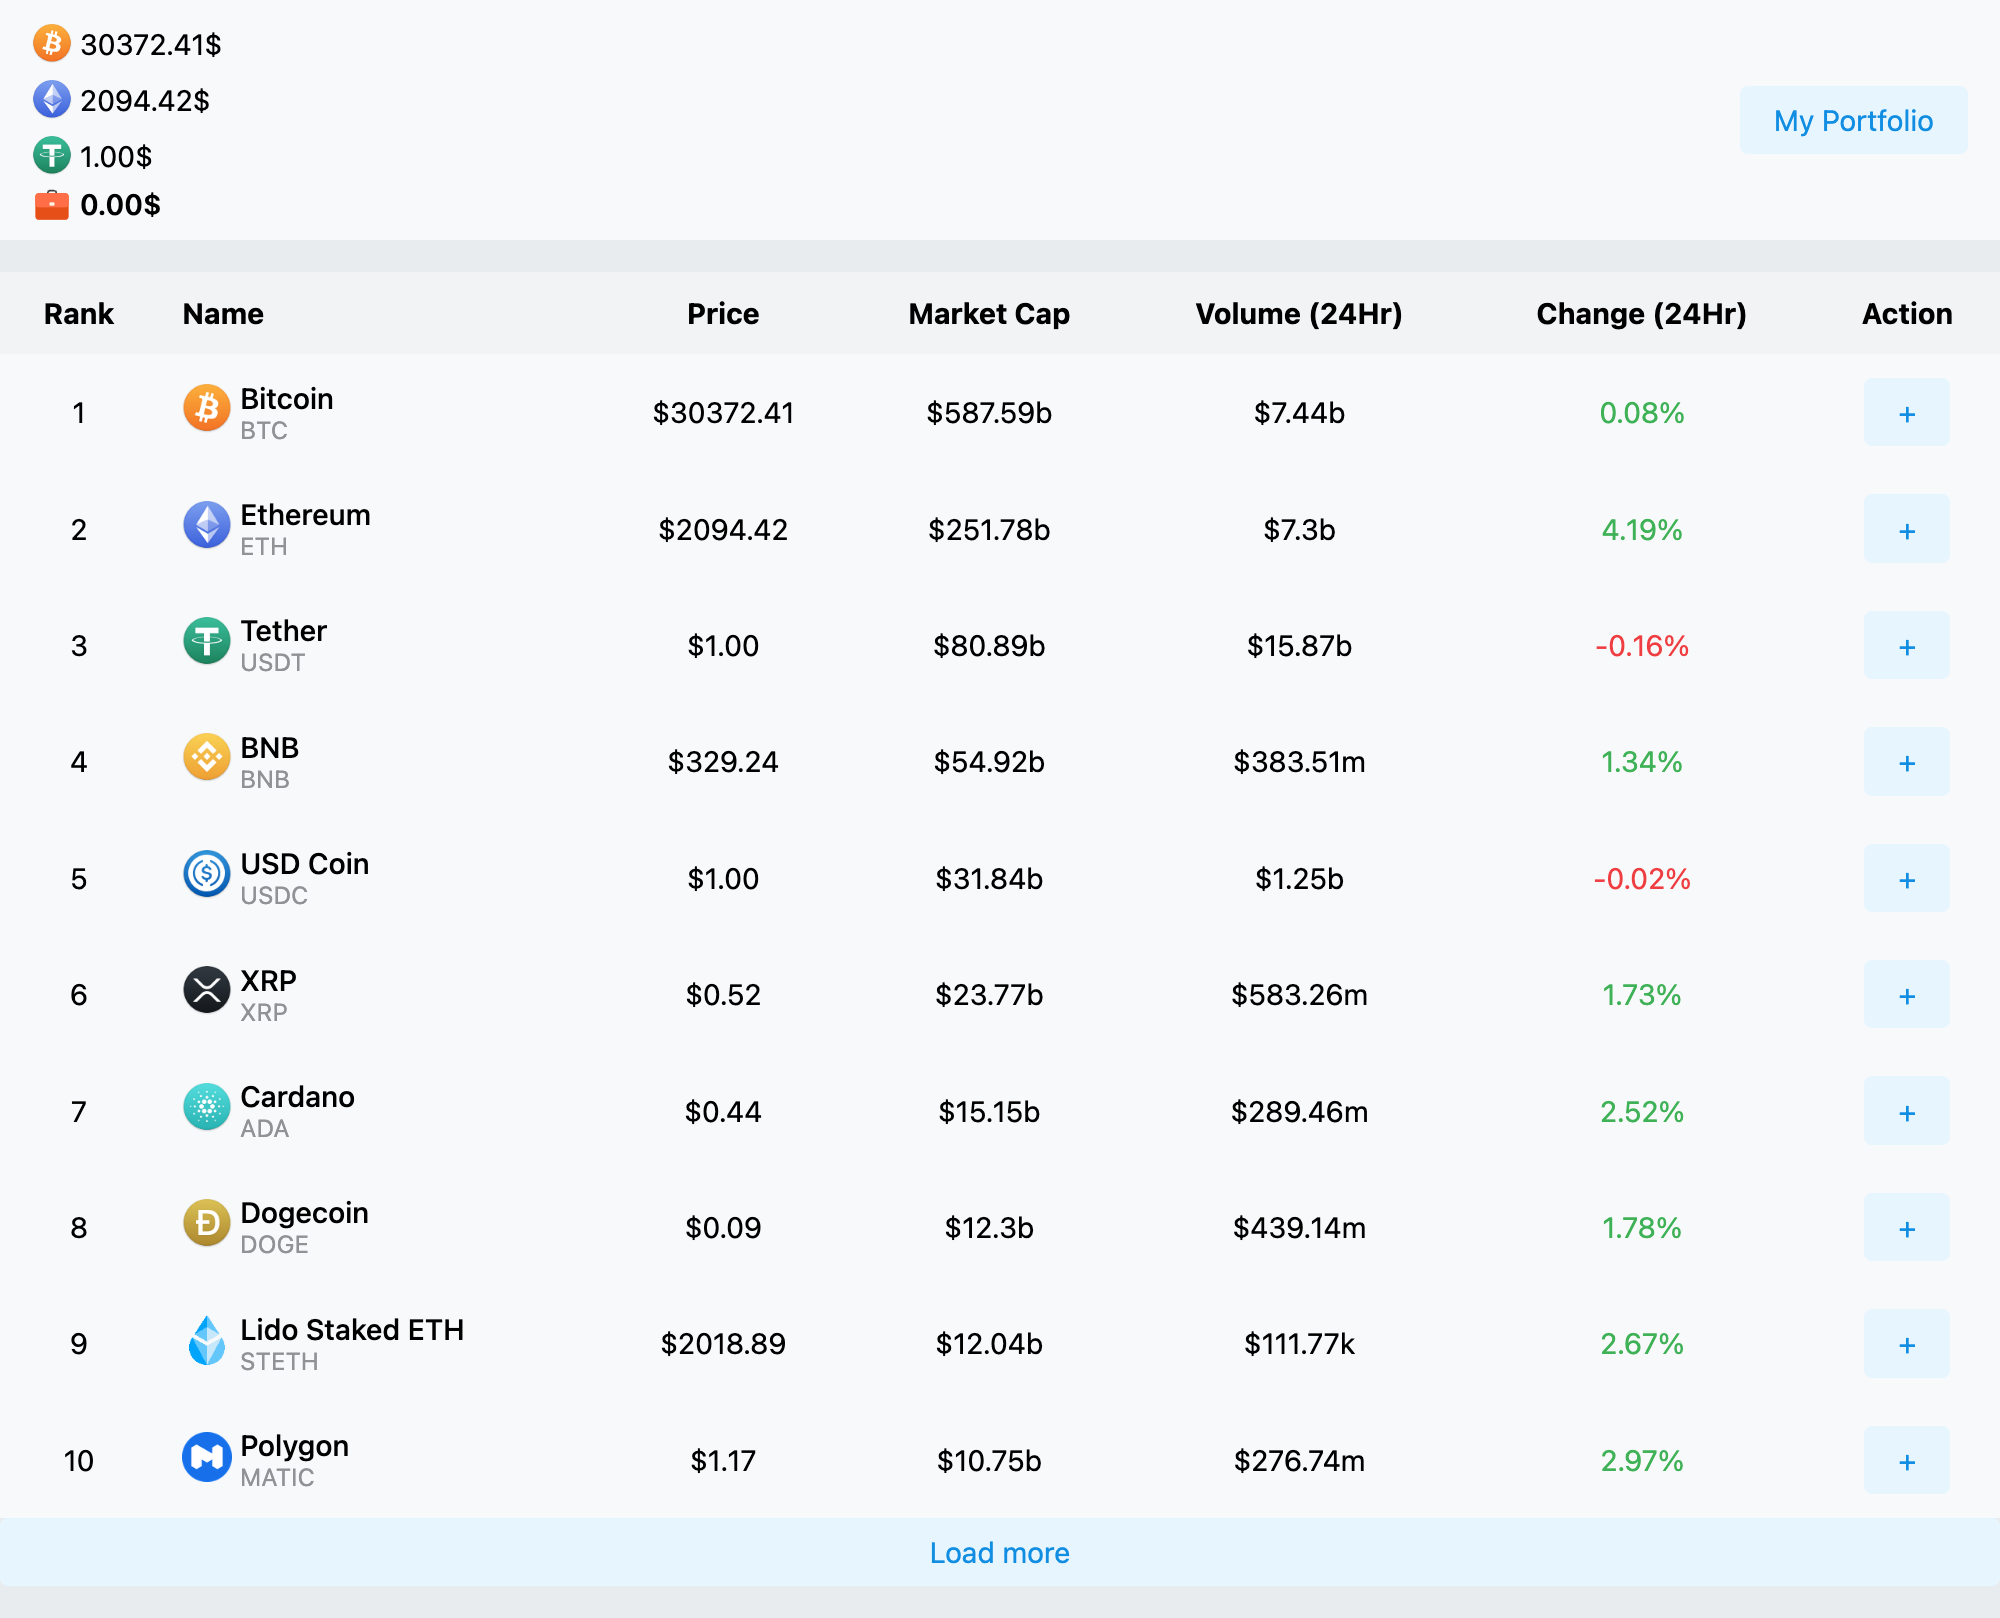 30372.41$
2094.42$
1.00$
0.00$
My Portfolio
Rank Name Price Market Cap Volume (24Hr) Change (24Hr) Action
1 Bitcoin $30372.41 $587.59b $7.44b 0.08% +
BTC
2 Ethereum $2094.42 $251.78b $7.3b 4.19% +
ETH
3 Tether $1.00 $80.89b $15.87b -0.16% +
USDT
4 BNB $329.24 $54.92b $383.51m 1.34% +
BNB
5 USD Coin $1.00 $31.84b $1.25b -0.02% +
USDC
6 XRP $0.52 $23.77b $583.26m 1.73% +
XRP
7 Cardano $0.44 $15.15b $289.46m 2.52% +
ADA
8 Dogecoin $0.09 $12.3b $439.14m 1.78% +
DOGE
9 Lido Staked ETH $2018.89 $12.04b $111.77k 2.67% +
STETH
10 Polygon $1.17 $10.75b $276.74m 2.97% +
MATIC
Load more